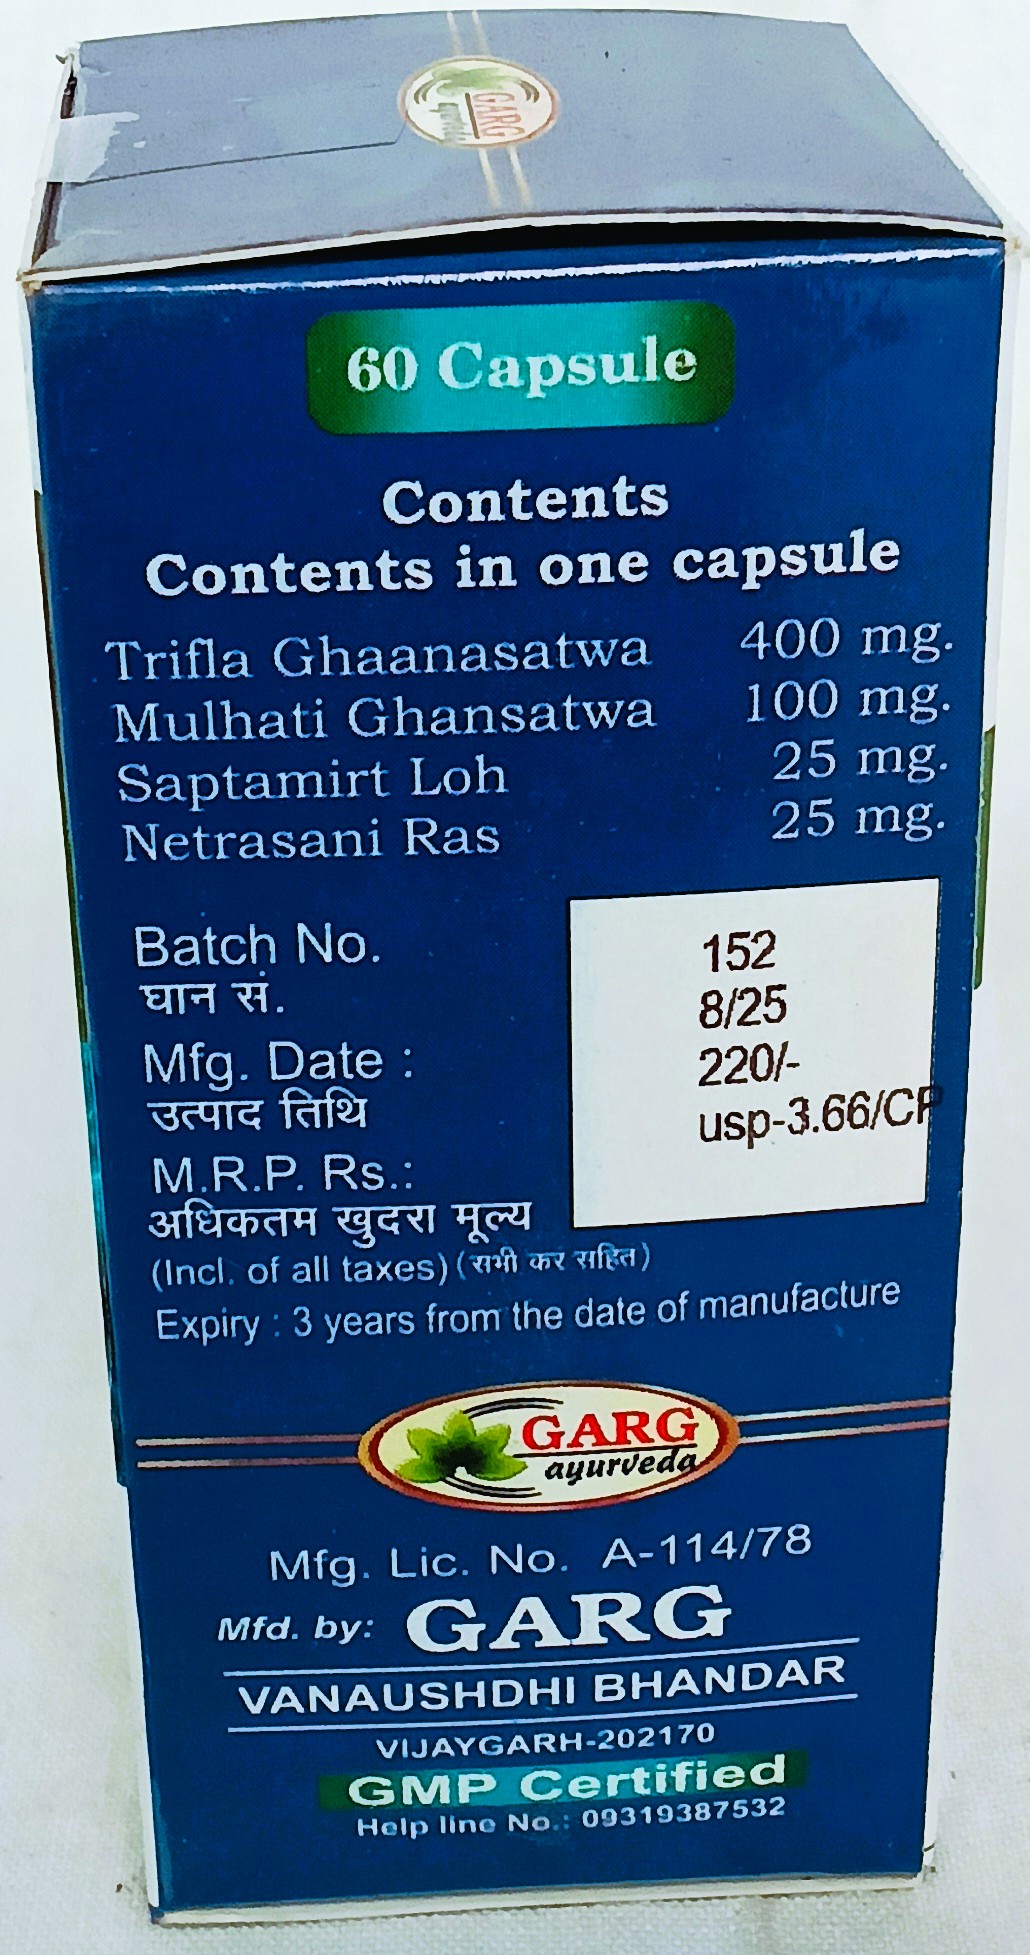 GARG
ayurveda
60 Capsule
Contents
Contents in one capsule
Trifla Ghaanasatwa 400 mg.
Mulhati Ghansatwa 100 mg.
Saptamirt Loh 25 mg.
Netrasani Ras 25 mg.
Batch No. 152
घान सं.
8/25
Mfg. Date :
220/-
उत्पाद तिथि
usp-3.66/CP
M.R.P. Rs.:
अधिकतम खुदरा मूल्य
(Incl. of all taxes) (सभी कर सहित)
Expiry : 3 years from the date of manufacture
GARG
ayurveda
Mfg. Lic. No. A-114/78
Mfd. by: GARG
VANAUSHDHI BHANDAR
VIJAYGARH-202170
GMP Certified
Help line No.: 09319387532